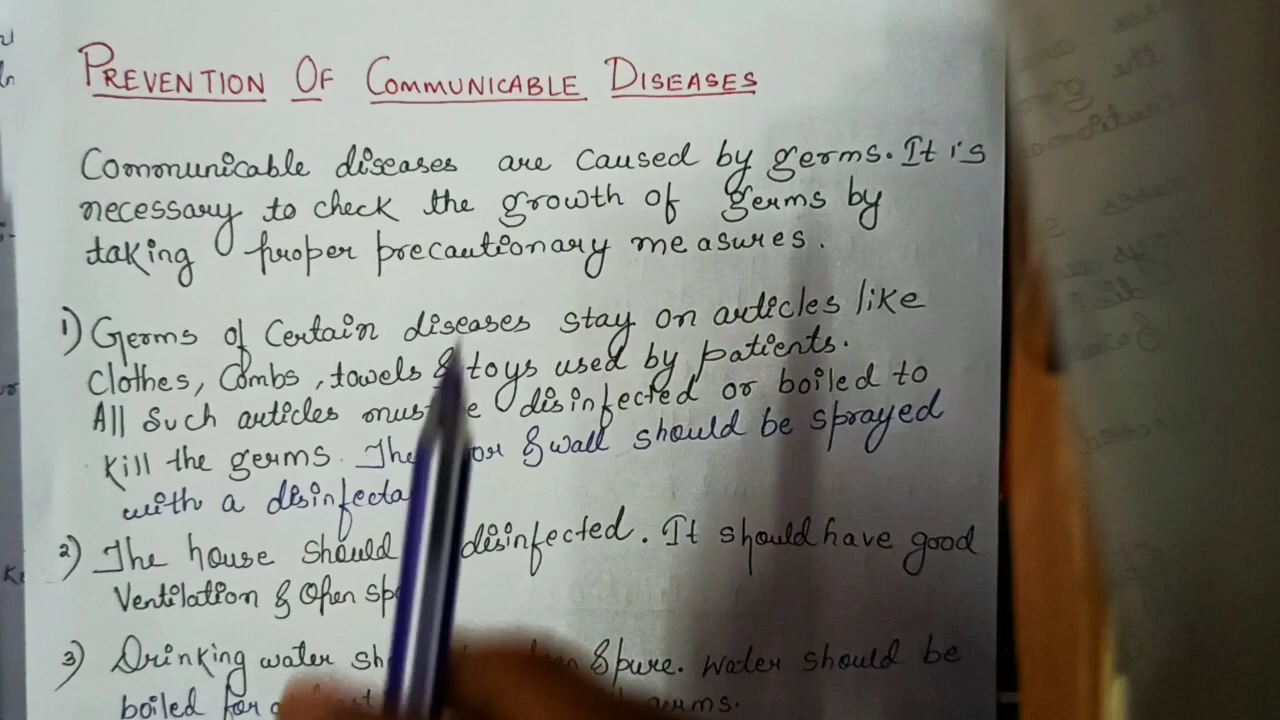 PREVENTION OF COMMUNICABLE DISEASES
Communicable diseases are caused by germs. It is
necessary to check the growth of germs by
taking proper precautionary measures.
1) Germs of Certain diseases stay on articles like
Clothes, Combs, towels & toys used by patients.
All Such articles must disinfected or boiled to
Kill the germs. The & wall should be sprayed
with a
2) The house should disinfected. It should have good
Ventilation & Open
3) Drinking water & pure. Water should be
boiled for